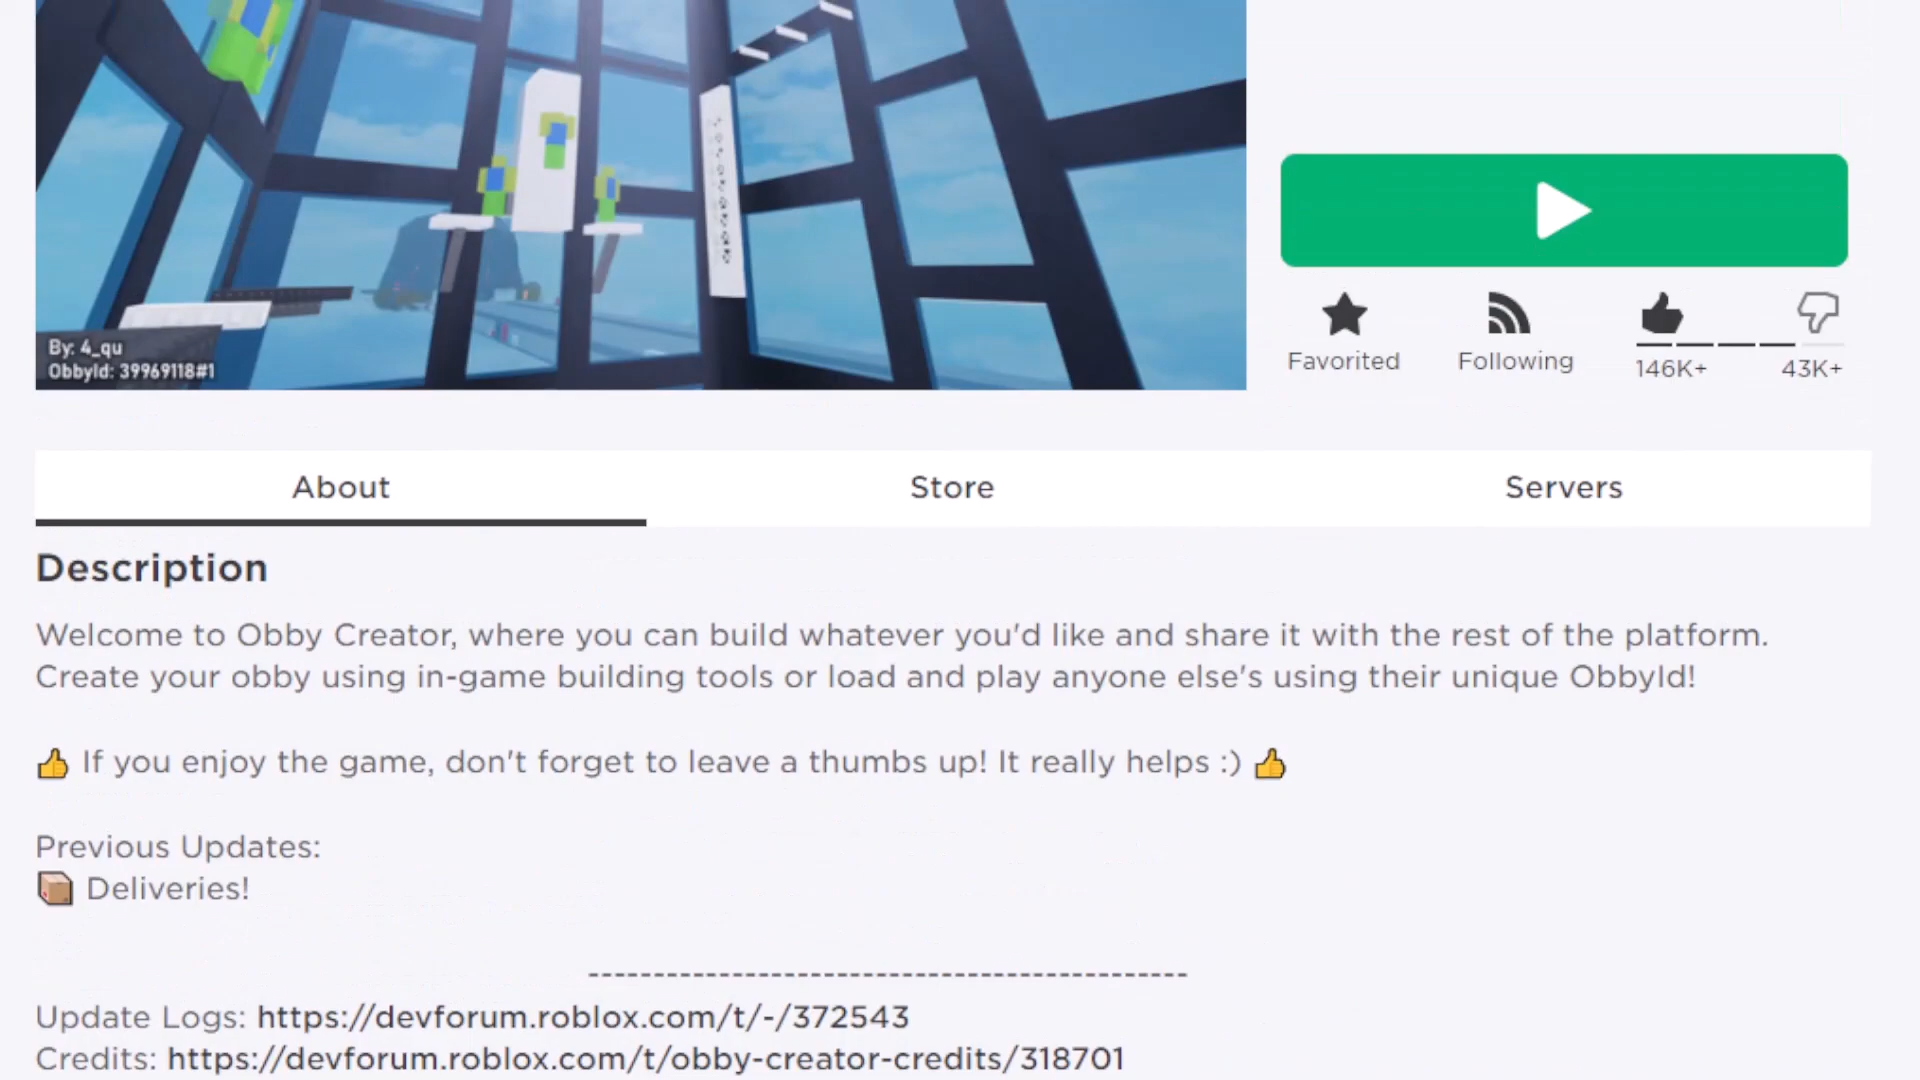 By: 4_qu
ObbyId: 39969118#1
Favorited
Following
146K+
43K+
About
Store
Servers
Description
Welcome to Obby Creator, where you can build whatever you'd like and share it with the rest of the platform.
Create your obby using in-game building tools or load and play anyone else's using their unique ObbyId!
👍 If you enjoy the game, don't forget to leave a thumbs up! It really helps :) 👍
Previous Updates:
📦 Deliveries!
----------------------------------------------
Update Logs: https://devforum.roblox.com/t/-/372543
Credits: https://devforum.roblox.com/t/obby-creator-credits/318701